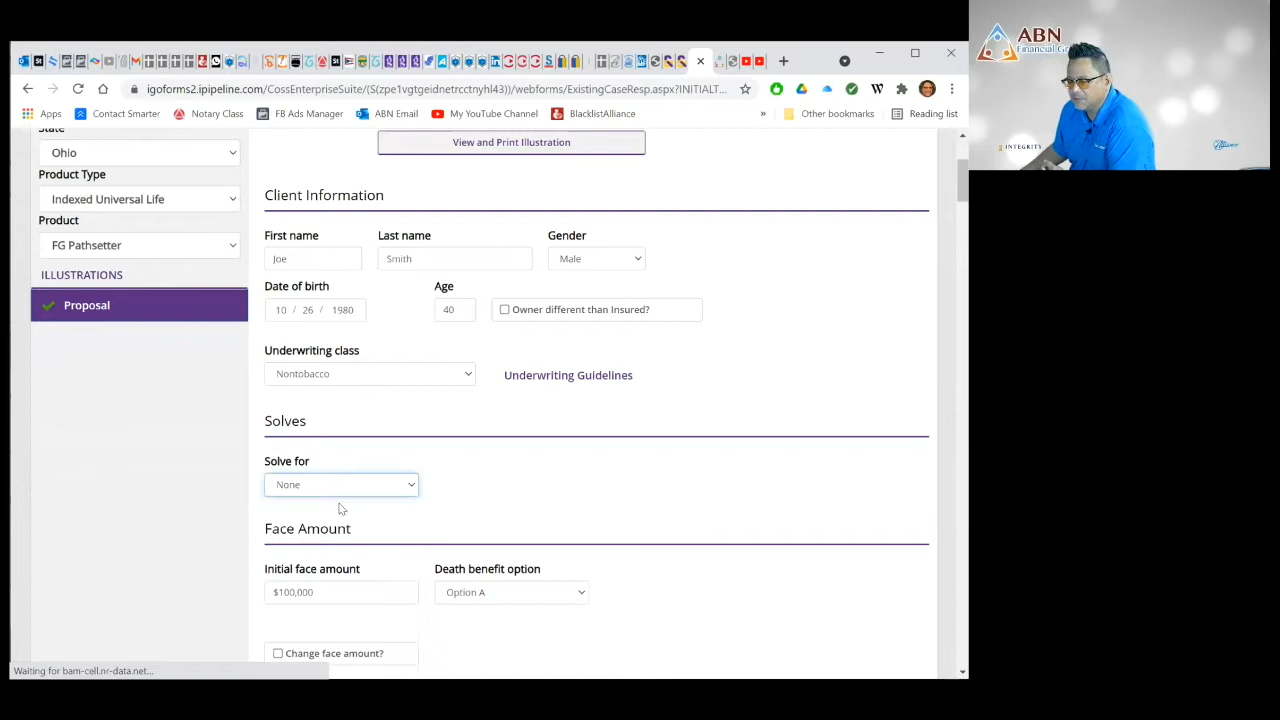 ABN
Financial Gr
INTEGRITY
Alliance
igoforms2.ipipeline.com/CossEnterpriseSuite/(S(zpe1vgtgeidnetrcctnyhl43))/webforms/ExistingCaseResp.aspx?INITIALT...
Apps
Contact Smarter
Notary Class
FB Ads Manager
ABN Email
My YouTube Channel
BlacklistAlliance
»
Other bookmarks
Reading list
State
Ohio
Product Type
Indexed Universal Life
Product
FG Pathsetter
ILLUSTRATIONS
Proposal
View and Print Illustration
Client Information
First name Last name Gender
Joe Smith Male
Date of birth Age
10 / 26 / 1980 40 Owner different than Insured?
Underwriting class
Nontobacco Underwriting Guidelines
Solves
Solve for
None
Face Amount
Initial face amount Death benefit option
$100,000 Option A
Change face amount?
Waiting for bam-cell.nr-data.net...